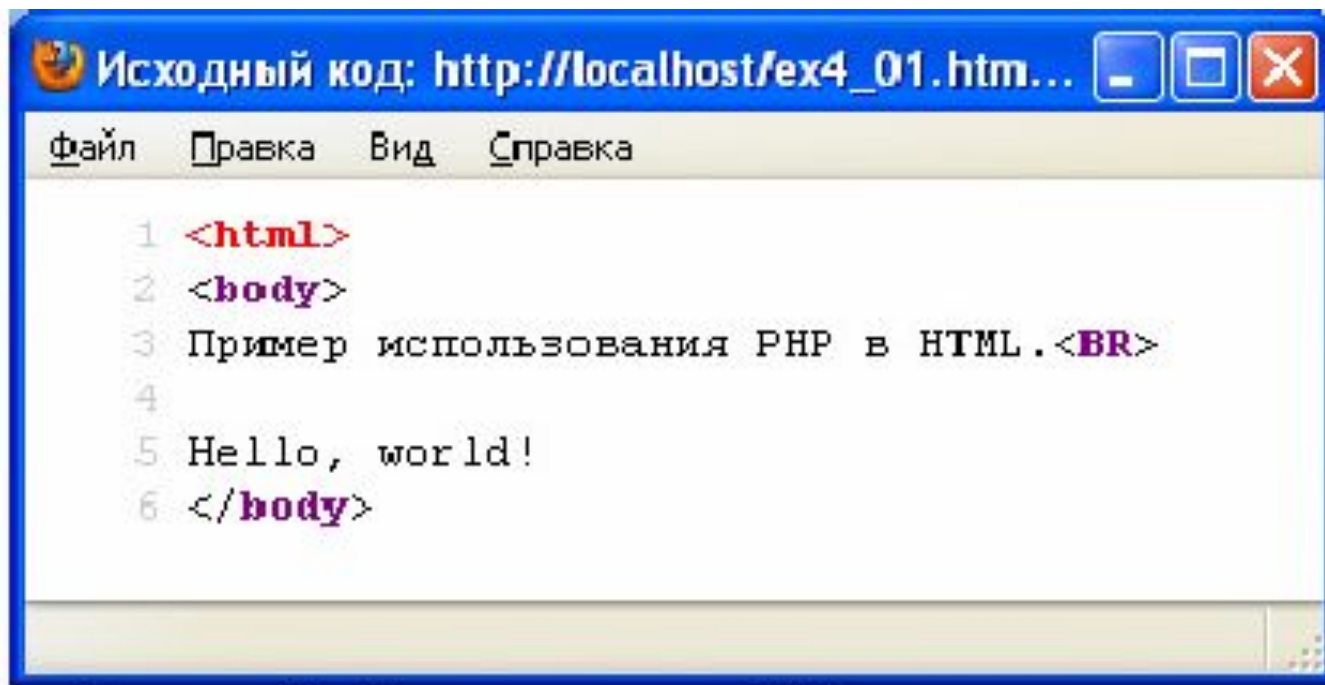 Исходный код: http://localhost/ex4_01.htm...
Файл Правка Вид Справка
1 <html>
2 <body>
3 Пример использования PHP в HTML.<BR>
4
5 Hello, world!
6 </body>